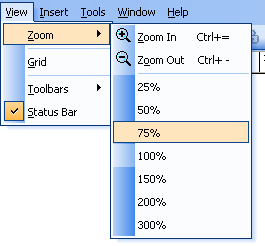 View Insert Tools Window Help
Zoom
Grid
Toolbars
Status Bar
Zoom In Ctrl+=
Zoom Out Ctrl+ -
25%
50%
75%
100%
150%
200%
300%